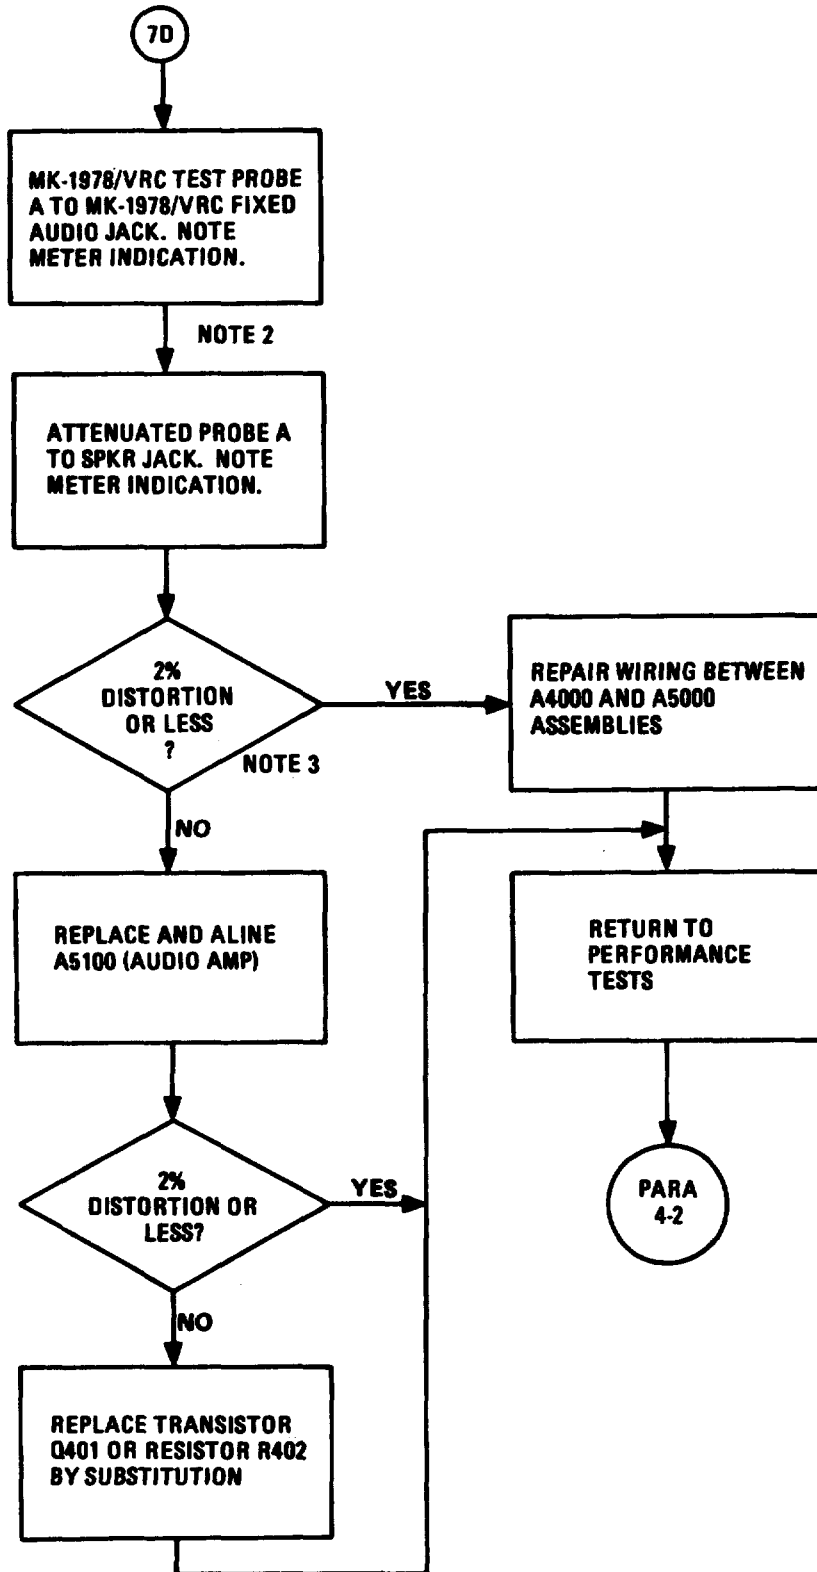 7D
MK-1978/VRC TEST PROBE
A TO MK-1978/VRC FIXED
AUDIO JACK. NOTE
METER INDICATION.
NOTE 2
ATTENUATED PROBE A
TO SPKR JACK. NOTE
METER INDICATION.
2%
DISTORTION
OR LESS
?
YES
NOTE 3
REPAIR WIRING BETWEEN
A4000 AND A5000
ASSEMBLIES
NO
REPLACE AND ALINE
A5100 (AUDIO AMP)
RETURN TO
PERFORMANCE
TESTS
2%
DISTORTION OR
LESS?
YES
PARA
4-2
NO
REPLACE TRANSISTOR
Q401 OR RESISTOR R402
BY SUBSTITUTION